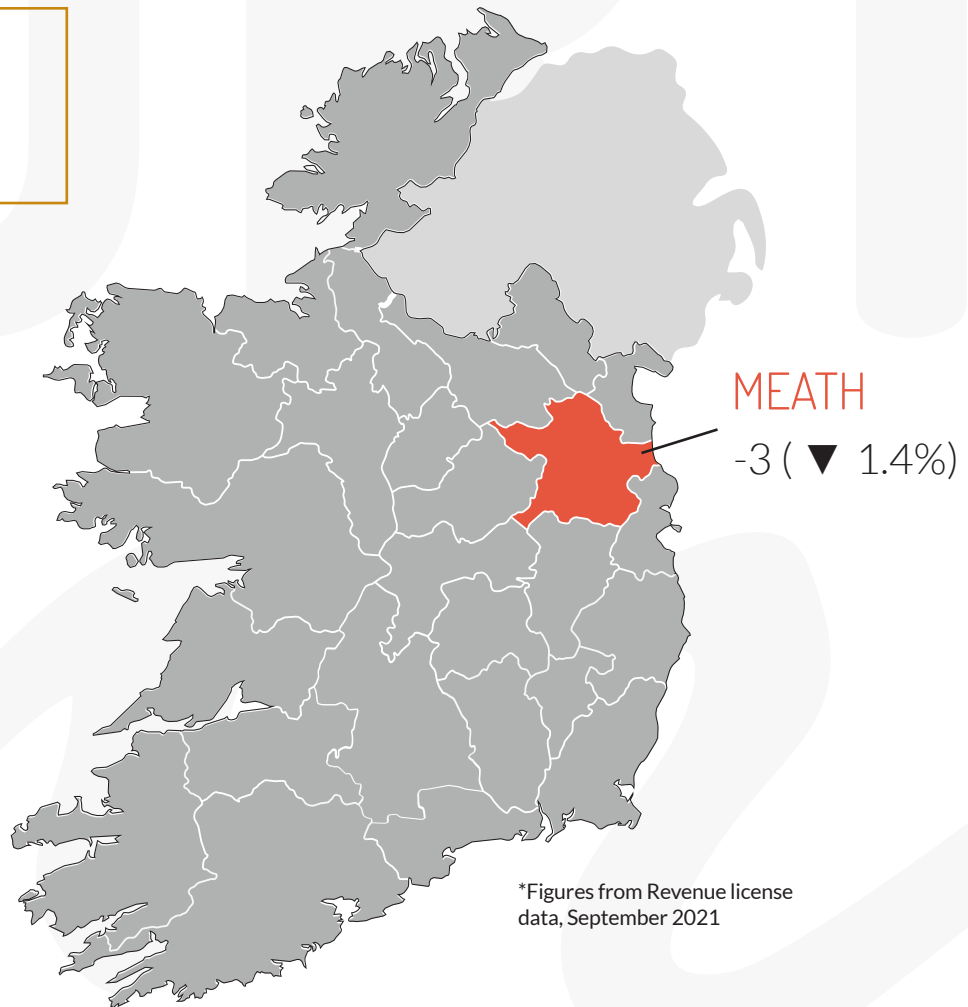 MEATH
-3 ( ▼ 1.4%)
*Figures from Revenue license
data, September 2021